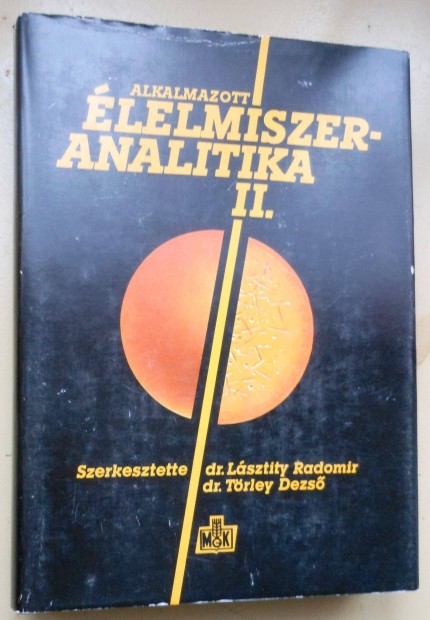 ALKALMAZOTT
ÉLELMISZER-
ANALITIKA
II.
Szerkesztette dr. Lásztity Radomir
dr. Törley Dezső
MGK